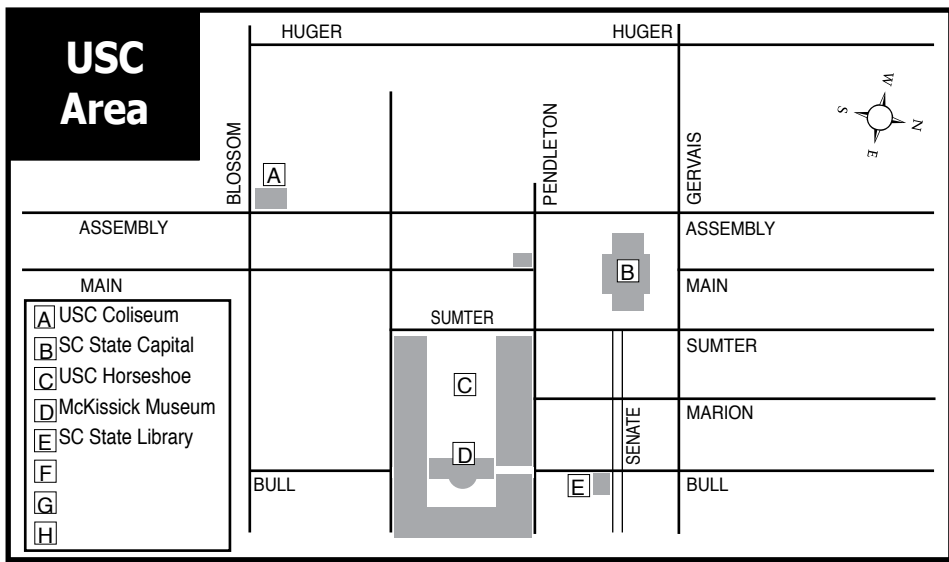 USC
Area
HUGER
HUGER
W
S
N
E
BLOSSOM
PENDLETON
GERVAIS
A
ASSEMBLY
ASSEMBLY
B
MAIN
MAIN
A USC Coliseum
B SC State Capital
C USC Horseshoe
D McKissick Museum
E SC State Library
F
G
H
SUMTER
SUMTER
C
MARION
SENATE
D
BULL
E
BULL